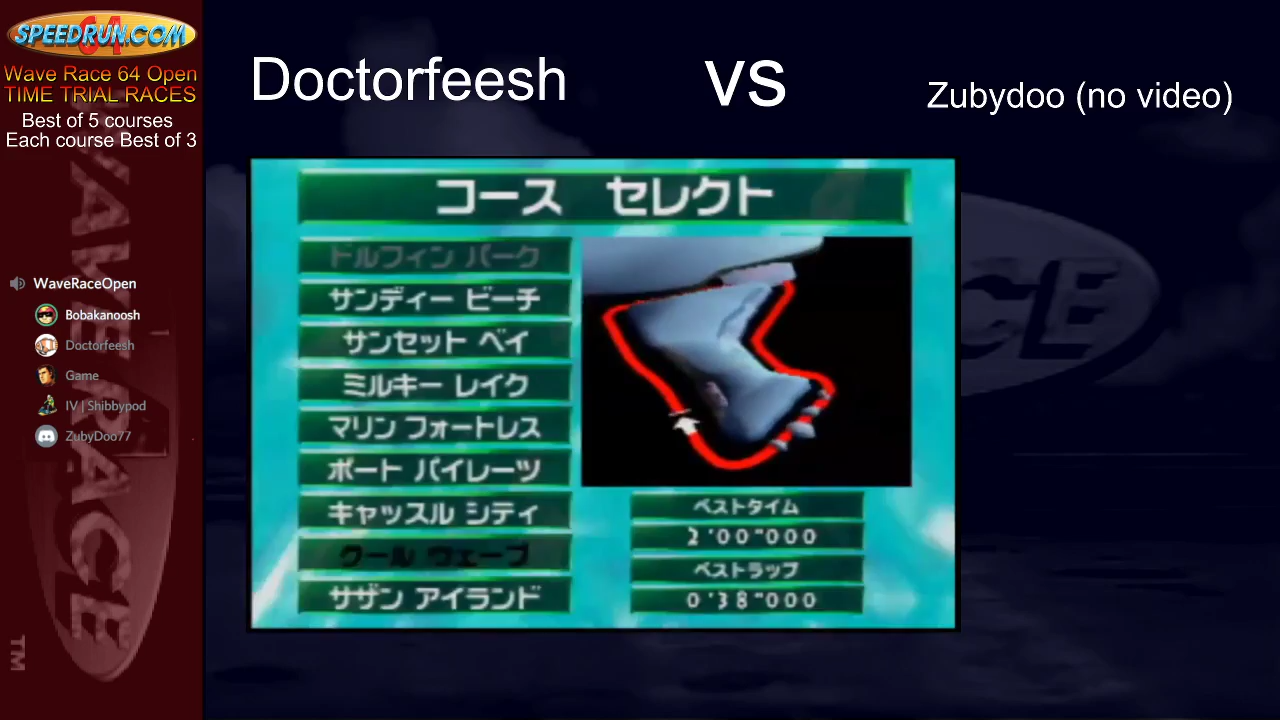 SPEEDRUN.COM
64
Wave Race 64 Open
TIME TRIAL RACES
Best of 5 courses
Each course Best of 3
Doctorfeesh
VS
Zubydoo (no video)
コース セレクト
ドルフィン パーク
サンディー ビーチ
サンセット ベイ
ミルキー レイク
マリン フォートレス
ポート パイレーツ
キャッスル シティ
クール ウェーブ
サザン アイランド
ベストタイム
2'00"000
ベストラップ
0'38"000
WaveRaceOpen
Bobakanoosh
Doctorfeesh
Game
IV | Shibbypod
ZubyDoo77
WAVE RACE
TM
CE